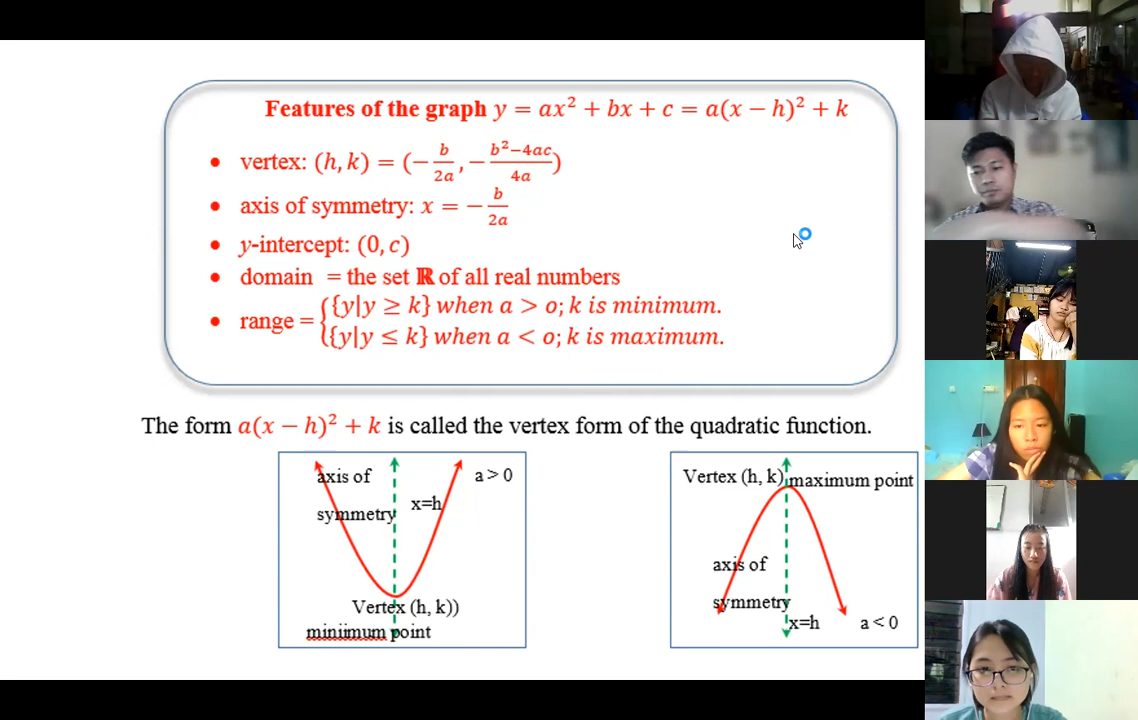 Features of the graph y = ax² + bx + c = a(x − h)² + k
• vertex: (h, k) = (−b/2a, −b²−4ac/4a)
• axis of symmetry: x = −b/2a
• y-intercept: (0, c)
• domain = the set ℝ of all real numbers
• range = { {y|y ≥ k} when a > o; k is minimum.
{y|y ≤ k} when a < o; k is maximum.
The form a(x − h)² + k is called the vertex form of the quadratic function.
axis of
symmetry
x=h
a > 0
Vertex (h, k))
miniimum point
Vertex (h, k)
maximum point
axis of
symmetry
x=h
a < 0